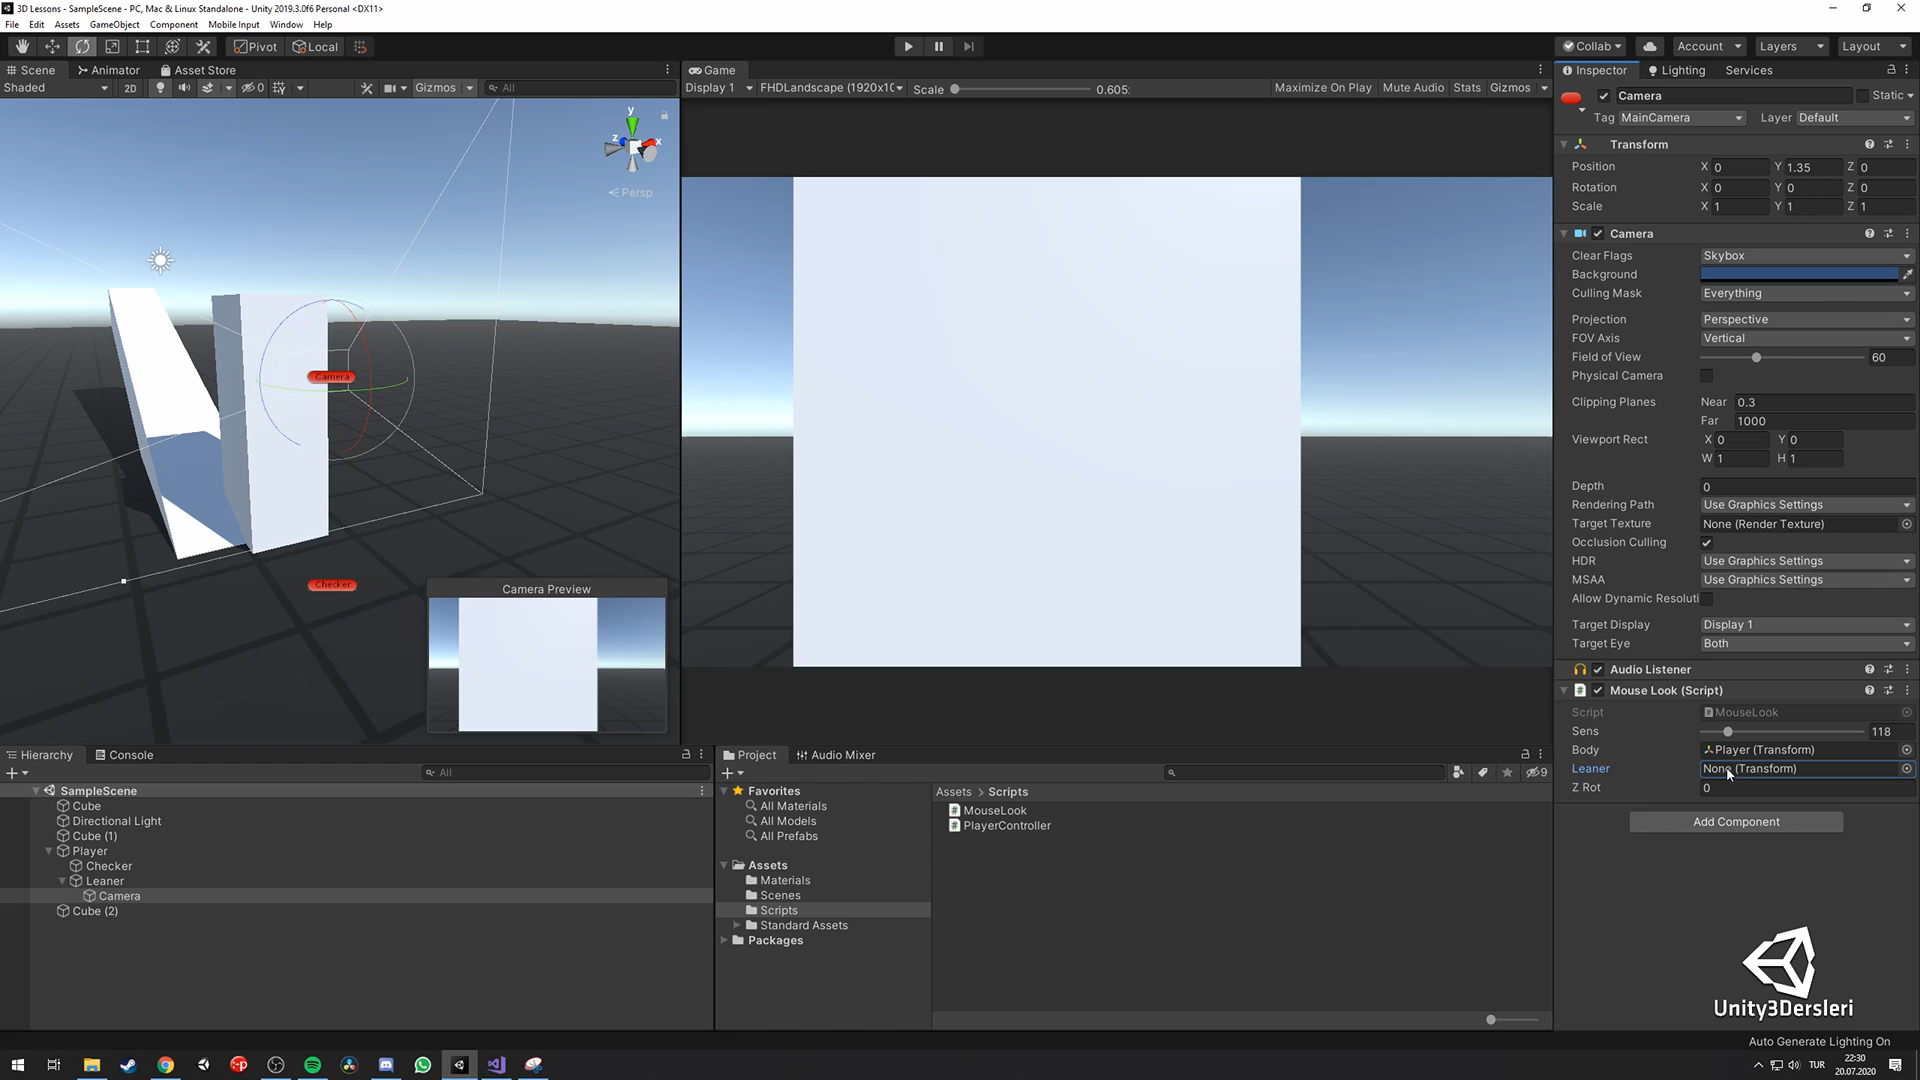 3D Lessons - SampleScene - PC, Mac & Linux Standalone - Unity 2019.3.0f6 Personal <DX11>
File Edit Assets GameObject Component Mobile Input Window Help
Pivot Local Collab Account Layers Layout
Scene Animator Asset Store
Shaded 2D 0 Gizmos All
y
z x
Persp
Camera
Checker
Camera Preview
Game
Display 1 FHDLandscape (1920x1 Scale 0.605: Maximize On Play Mute Audio Stats Gizmos
Inspector Lighting Services
Camera Static
Tag MainCamera Layer Default
Transform
Position X 0 Y 1.35 Z 0
Rotation X 0 Y 0 Z 0
Scale X 1 Y 1 Z 1
Camera
Clear Flags Skybox
Background
Culling Mask Everything
Projection Perspective
FOV Axis Vertical
Field of View 60
Physical Camera
Clipping Planes Near 0.3
Far 1000
Viewport Rect X 0 Y 0
W 1 H 1
Depth 0
Rendering Path Use Graphics Settings
Target Texture None (Render Texture)
Occlusion Culling
HDR Use Graphics Settings
MSAA Use Graphics Settings
Allow Dynamic Resoluti
Target Display Display 1
Target Eye Both
Audio Listener
Mouse Look (Script)
Script MouseLook
Sens 118
Body Player (Transform)
Leaner None (Transform)
Z Rot 0
Add Component
Hierarchy Console
All
SampleScene
Cube
Directional Light
Cube (1)
Player
Checker
Leaner
Camera
Cube (2)
Project Audio Mixer
9
Favorites
All Materials
All Models
All Prefabs
Assets
Materials
Scenes
Scripts
Standard Assets
Packages
Assets > Scripts
MouseLook
PlayerController
Unity3Dersleri
Auto Generate Lighting On
TUR
22:30
20.07.2020